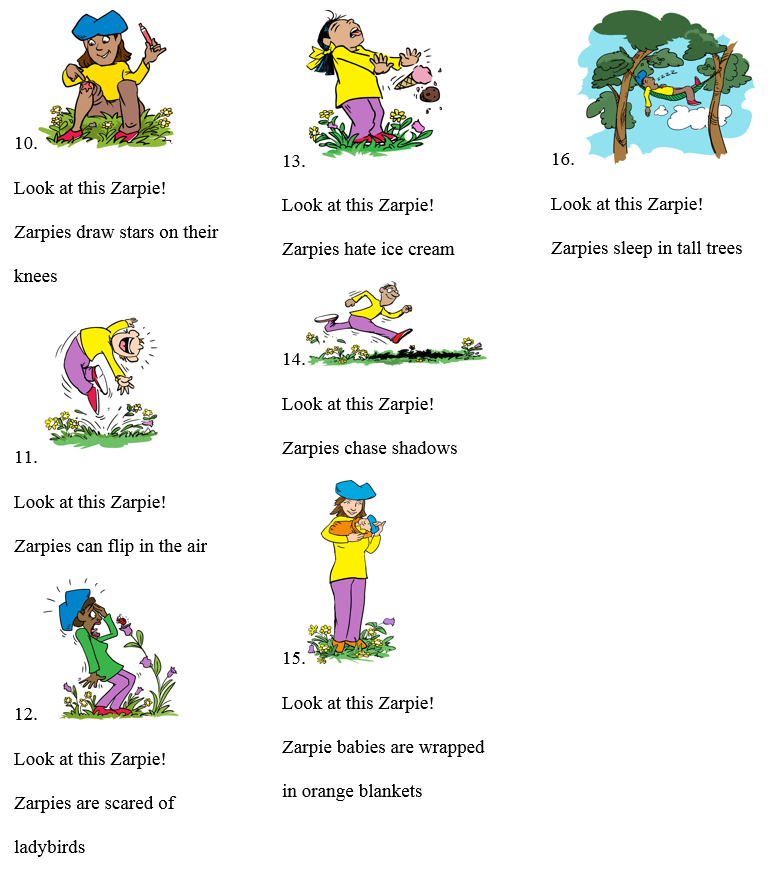 10.
Look at this Zarpie!
Zarpies draw stars on their
knees
11.
Look at this Zarpie!
Zarpies can flip in the air
12.
Look at this Zarpie!
Zarpies are scared of
ladybirds
13.
Look at this Zarpie!
Zarpies hate ice cream
14.
Look at this Zarpie!
Zarpies chase shadows
15.
Look at this Zarpie!
Zarpie babies are wrapped
in orange blankets
zzzz
16.
Look at this Zarpie!
Zarpies sleep in tall trees